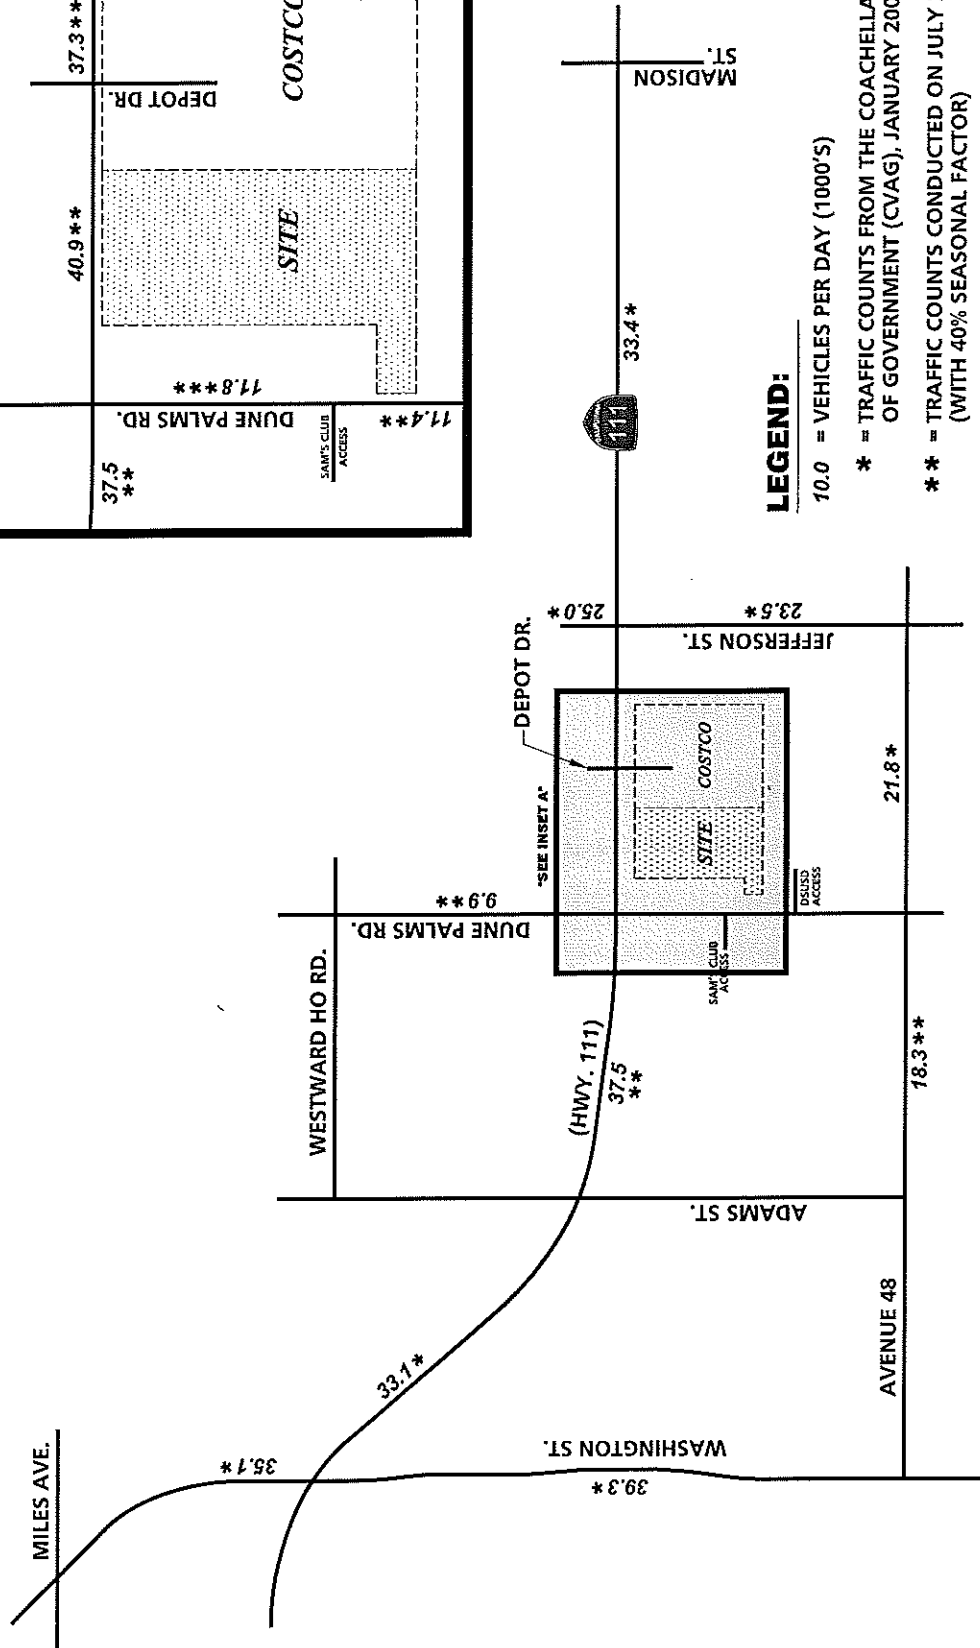 37.3**
DEPOT DR.
COSTCO
40.9**
SITE
11.8***
DUNE PALMS RD.
37.5
**
SAM'S CLUB
ACCESS
11.4**
MADISON
ST.
33.4*
111
LEGEND:
10.0 = VEHICLES PER DAY (1000'S)
* = TRAFFIC COUNTS FROM THE COACHELLA
OF GOVERNMENT (CVAG), JANUARY 200
** = TRAFFIC COUNTS CONDUCTED ON JULY
(WITH 40% SEASONAL FACTOR)
25.0*
23.5*
JEFFERSON ST.
DEPOT DR.
"SEE INSET A"
COSTCO
SITE
21.8*
9.9**
DUNE PALMS RD.
DSUSD
ACCESS
SAM'S CLUB
ACCESS
WESTWARD HO RD.
(HWY. 111)
37.5
**
18.3**
ADAMS ST.
33.1*
AVENUE 48
MILES AVE.
35.1*
WASHINGTON ST.
39.3*